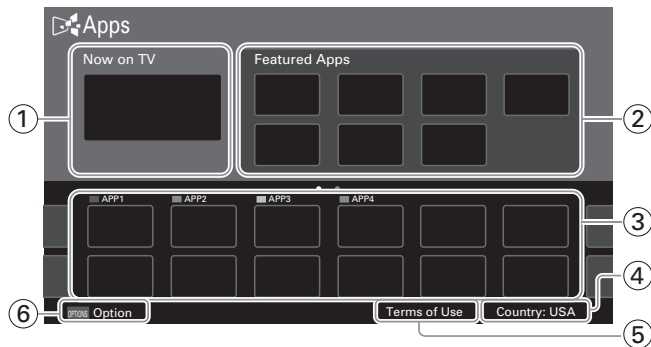 Apps
Now on TV
Featured Apps
1
2
APP1 APP2 APP3 APP4
3
4
6
OPTIONS Option
Terms of Use
Country: USA
5